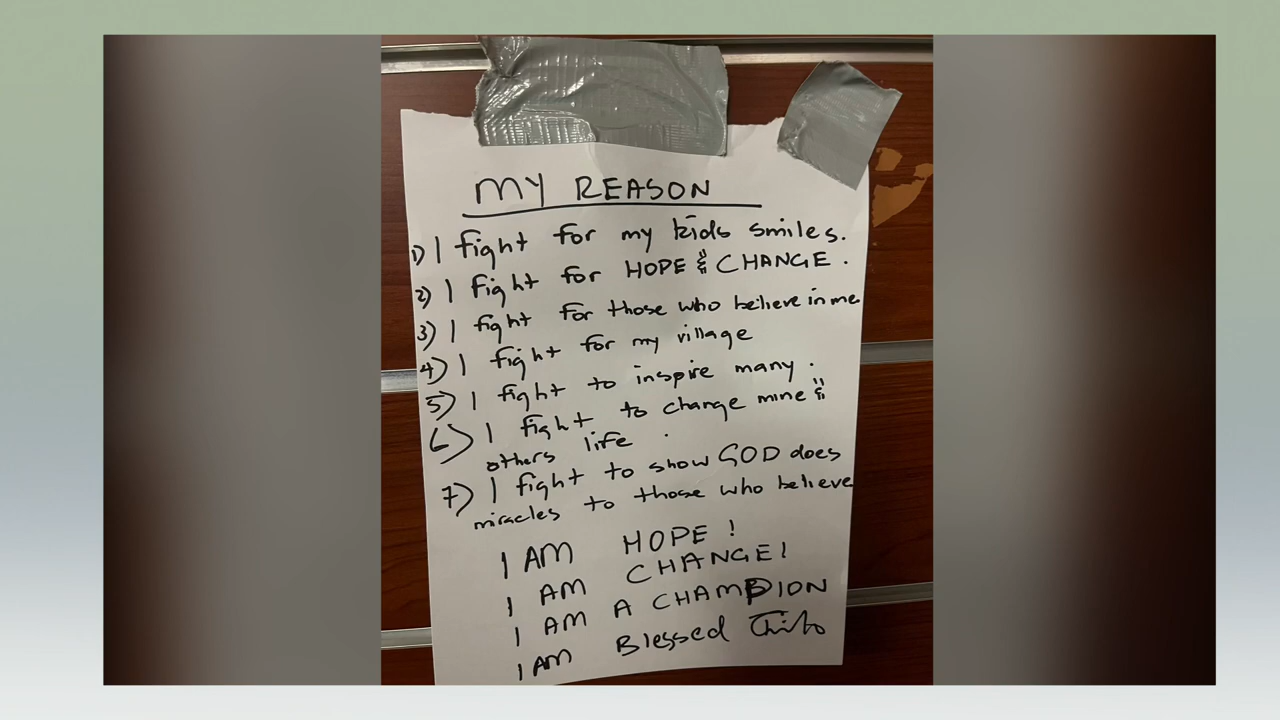 MY REASON
1) I fight for my kids smiles.
2) I fight for HOPE & CHANGE.
3) I fight for those who believe in me
4) I fight for my village
5) I fight to inspire many.
6) I fight to change mine &
others life.
7) I fight to show GOD does
miracles to those who believe
I AM HOPE!
I AM CHANGE!
I AM A CHAMPION
I AM Blessed